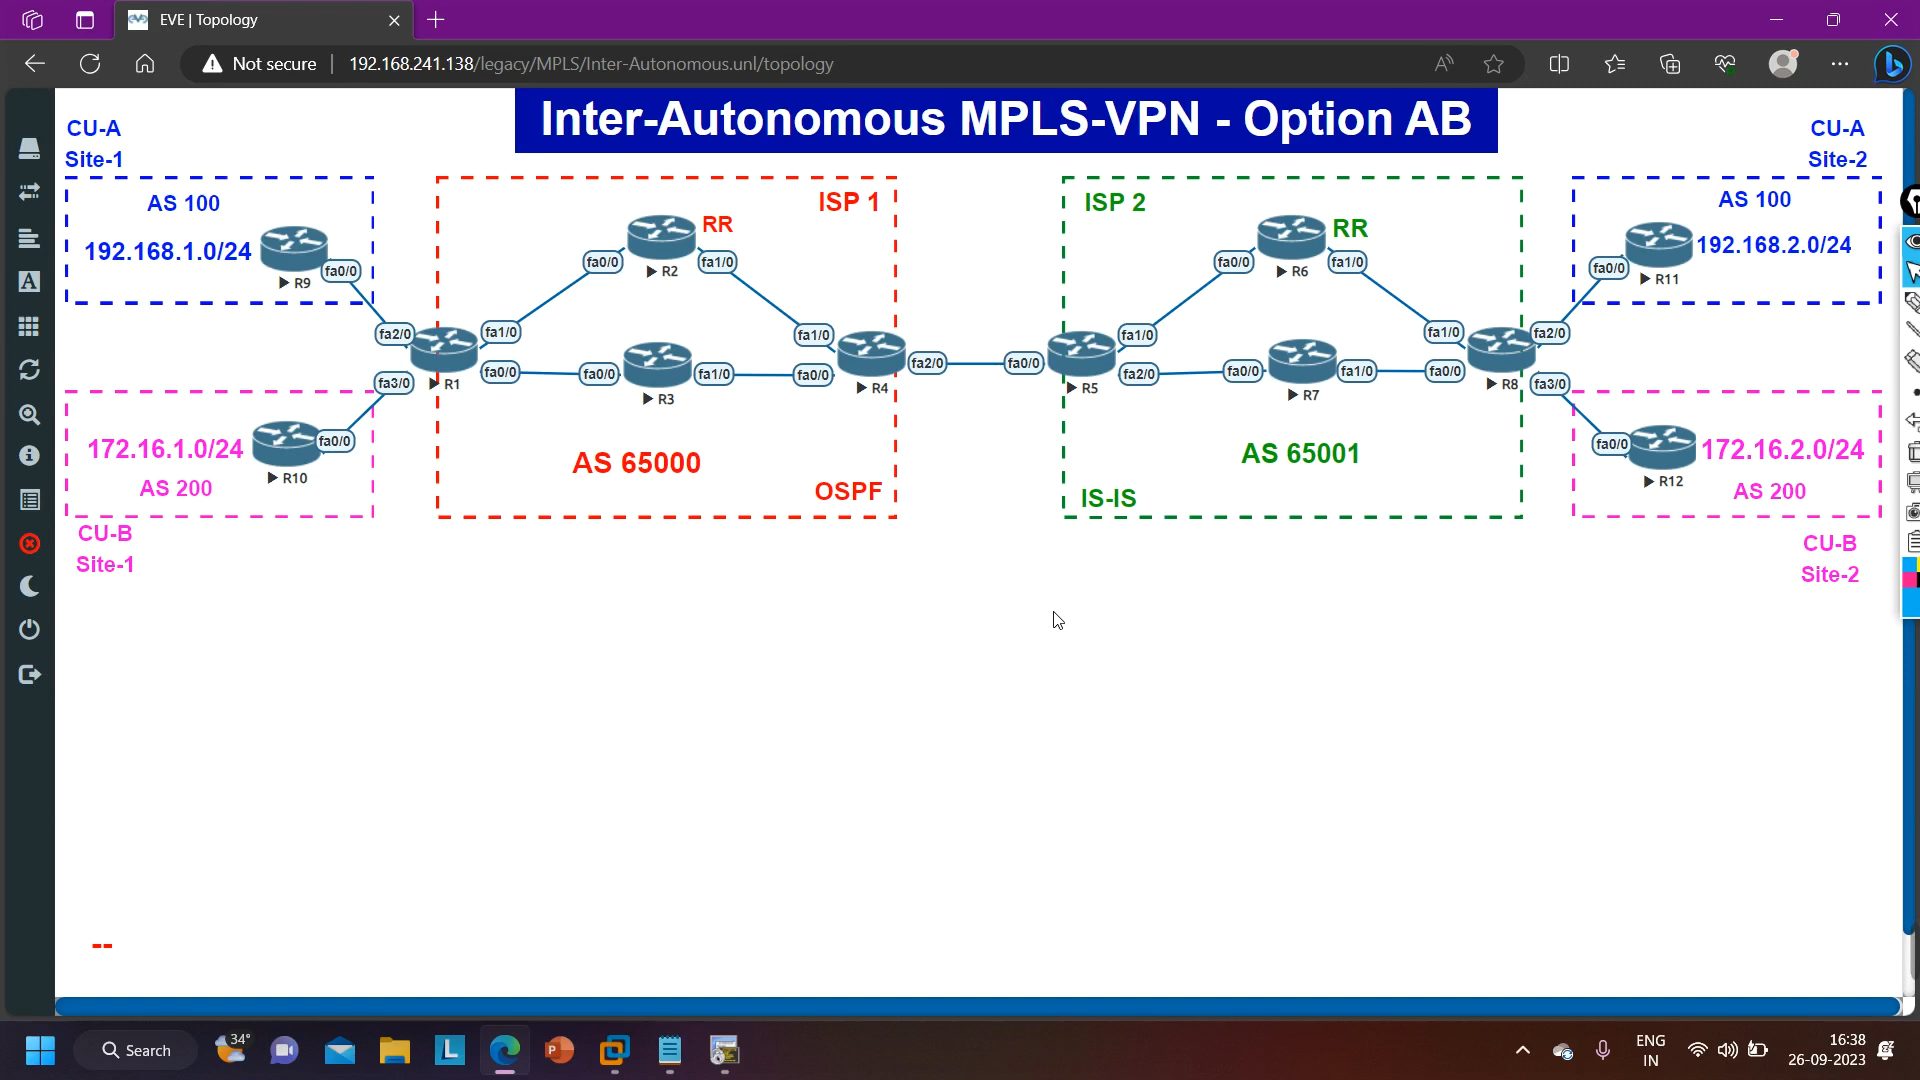 EVE | Topology
Not secure
192.168.241.138/legacy/MPLS/Inter-Autonomous.unl/topology
Inter-Autonomous MPLS-VPN - Option AB
CU-A
Site-1
AS 100
192.168.1.0/24
R9
fa0/0
172.16.1.0/24
AS 200
R10
fa0/0
CU-B
Site-1
ISP 1
RR
R2
fa0/0
fa1/0
fa2/0
fa3/0
R1
fa1/0
fa0/0
fa0/0
R3
fa1/0
fa1/0
fa0/0
R4
fa2/0
AS 65000
OSPF
ISP 2
RR
R6
fa0/0
fa1/0
fa0/0
R5
fa1/0
fa2/0
fa0/0
R7
fa1/0
fa1/0
fa0/0
R8
fa2/0
fa3/0
AS 65001
IS-IS
CU-A
Site-2
AS 100
192.168.2.0/24
R11
fa0/0
172.16.2.0/24
AS 200
R12
fa0/0
CU-B
Site-2
--
34°
Search
ENG
IN
16:38
26-09-2023